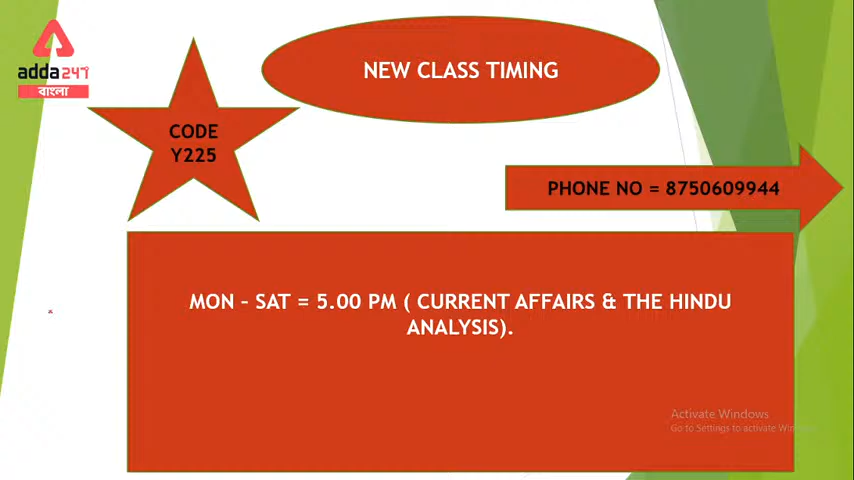 adda247
বাংলা
NEW CLASS TIMING
CODE
Y225
PHONE NO = 8750609944
MON – SAT = 5.00 PM ( CURRENT AFFAIRS & THE HINDU
ANALYSIS).
Activate Windows
Go to Settings to activate Windows.